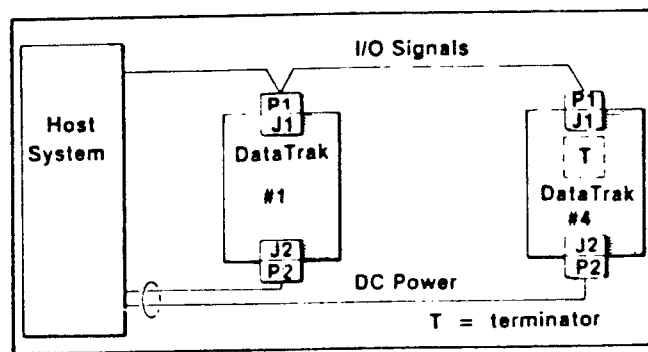 I/O Signals
Host
System
P1
J1
DataTrak
#1
J2
P2
P1
J1
T
DataTrak
#4
J2
P2
DC Power
T = terminator